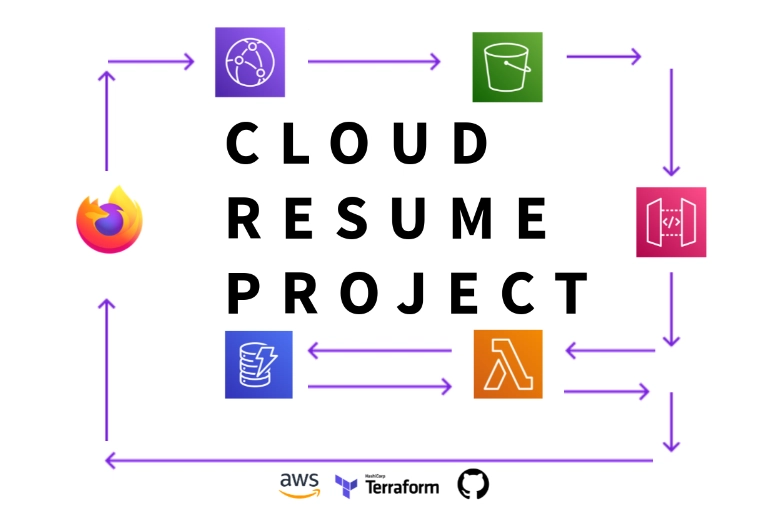 CLOUD
RESUME
PROJECT
</>
aws
HashiCorp
Terraform